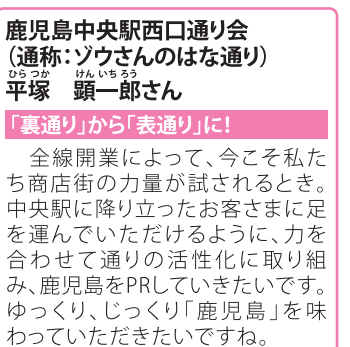 鹿児島中央駅西口通り会
（通称：ゾウさんのはな通り）
ひらつか けんいちろう
平塚 顕一郎さん
「裏通り」から「表通り」に！
全線開業によって、今こそ私た
ち商店街の力量が試されるとき。
中央駅に降り立ったお客さまに足
を運んでいただけるように、力を
合わせて通りの活性化に取り組
み、鹿児島をPRしていきたいです。
ゆっくり、じっくり「鹿児島」を味
わっていただきたいですね。